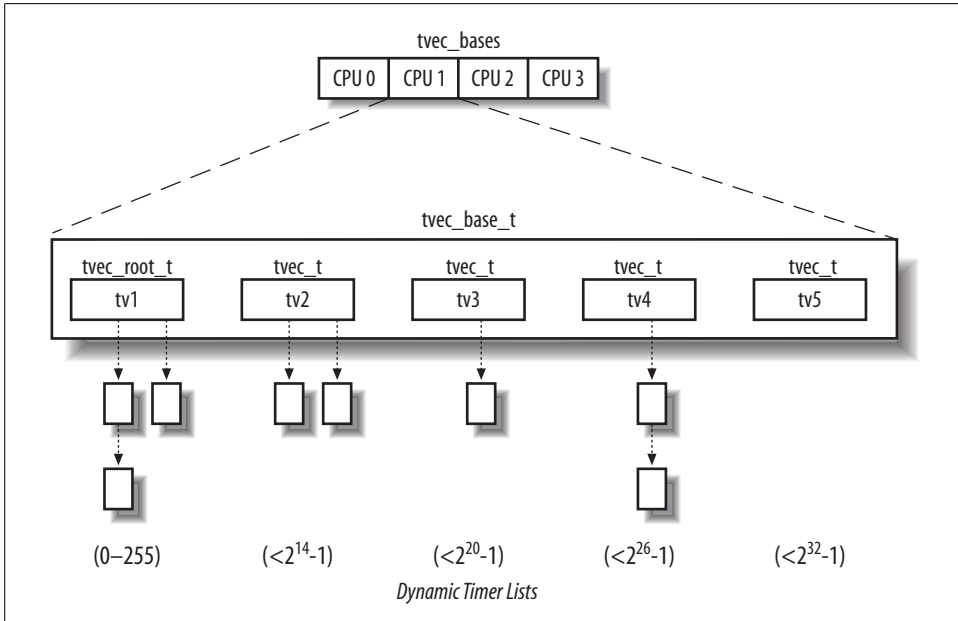 tvec_bases
CPU 0 CPU 1 CPU 2 CPU 3
tvec_base_t
tvec_root_t tvec_t tvec_t tvec_t tvec_t
tv1 tv2 tv3 tv4 tv5
(0–255) (<2^14-1) (<2^20-1) (<2^26-1) (<2^32-1)
Dynamic Timer Lists